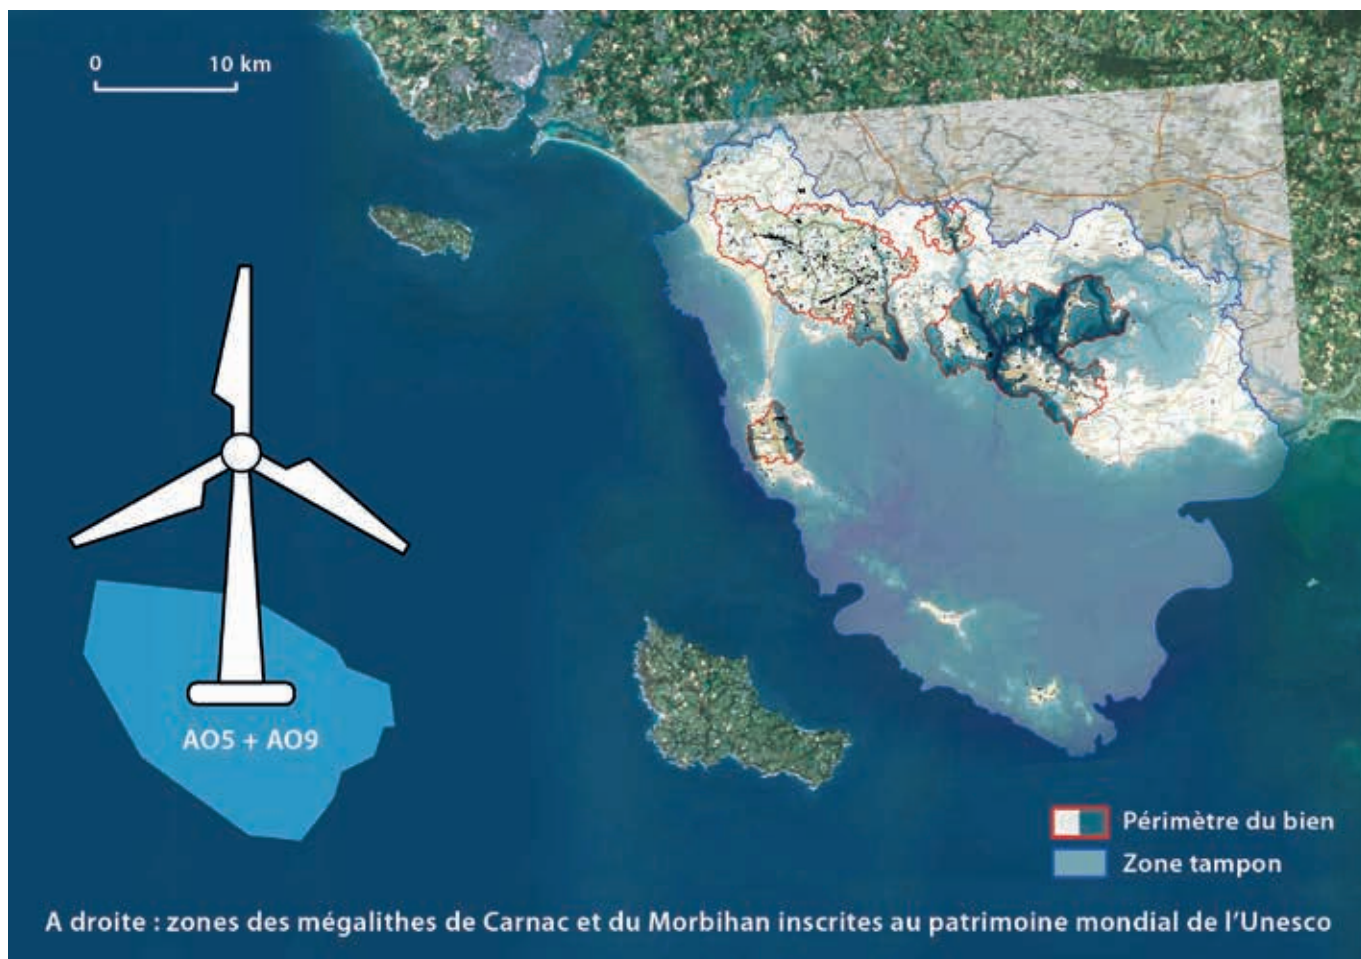 0 10 km
AO5 + AO9
Périmètre du bien
Zone tampon
A droite : zones des mégalithes de Carnac et du Morbihan inscrites au patrimoine mondial de l'Unesco